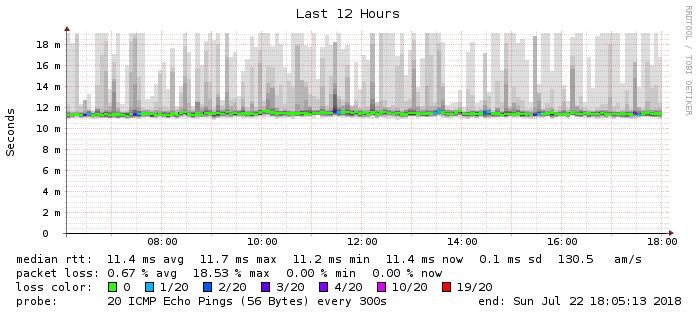 Last 12 Hours
RRDTOOL / TOBI OETIKER
Seconds
18 m
16 m
14 m
12 m
10 m
8 m
6 m
4 m
2 m
0
08:00 10:00 12:00 14:00 16:00 18:00
median rtt: 11.4 ms avg 11.7 ms max 11.2 ms min 11.4 ms now 0.1 ms sd 130.5 am/s
packet loss: 0.67 % avg 18.53 % max 0.00 % min 0.00 % now
loss color: 0 1/20 2/20 3/20 4/20 10/20 19/20
probe: 20 ICMP Echo Pings (56 Bytes) every 300s end: Sun Jul 22 18:05:13 2018